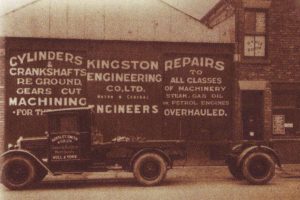 CYLINDERS
&
CRANKSHAFTS
RE GROUND,
GEARS CUT
MACHINING
FOR THE
KINGSTON
ENGINEERING
CO. LTD.
ENGINEERS
REPAIRS
TO
ALL CLASSES
OF MACHINERY
STEAM, GAS OIL
OR PETROL ENGINES
OVERHAULED.